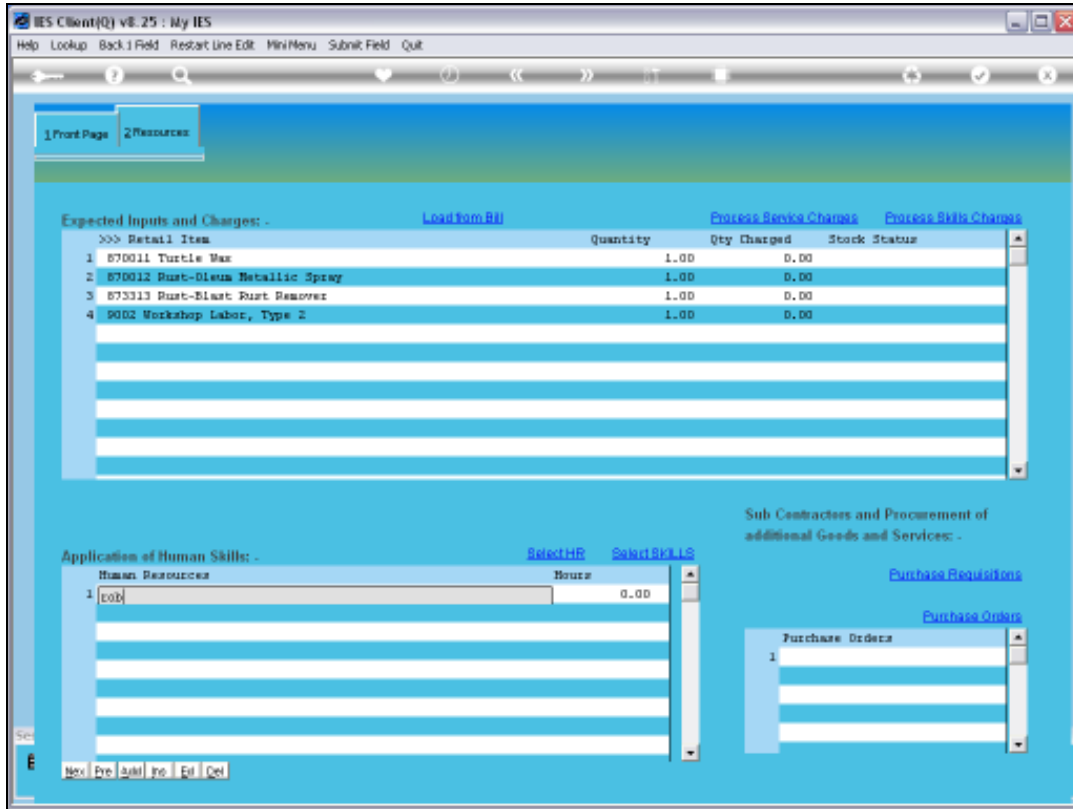 IES Client(Q) v8.25 : My IES
Help Lookup Back 1 Field Restart Line Edit MiniMenu Submit Field Quit
1 Front Page 2 Resources
Expected Inputs and Charges: - Load from Bill Process Service Charges Process Skills Charges
>>> Retail Item Quantity Qty Charged Stock Status
1 870011 Turtle Wax 1.00 0.00
2 870012 Rust-Oleum Metallic Spray 1.00 0.00
3 873313 Rust-Blast Rust Remover 1.00 0.00
4 9002 Workshop Labor, Type 2 1.00 0.00
Sub Contractors and Procurement of
additional Goods and Services: -
Application of Human Skills: - Select HR Select SKILLS
Human Resources Hours
Purchase Requisitions
1 rob 0.00
Purchase Orders
Purchase Orders
1
Nex Pre Add Ins Ed Del